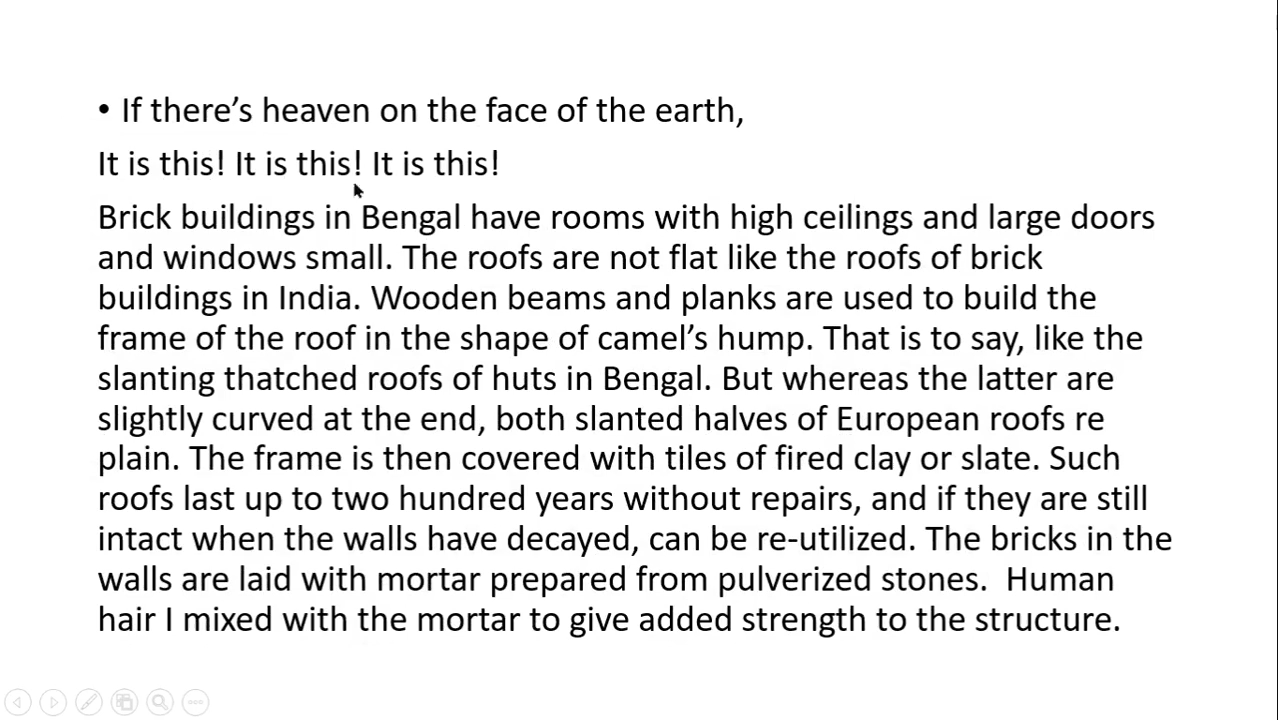 • If there’s heaven on the face of the earth,
It is this! It is this! It is this!
Brick buildings in Bengal have rooms with high ceilings and large doors
and windows small. The roofs are not flat like the roofs of brick
buildings in India. Wooden beams and planks are used to build the
frame of the roof in the shape of camel’s hump. That is to say, like the
slanting thatched roofs of huts in Bengal. But whereas the latter are
slightly curved at the end, both slanted halves of European roofs re
plain. The frame is then covered with tiles of fired clay or slate. Such
roofs last up to two hundred years without repairs, and if they are still
intact when the walls have decayed, can be re-utilized. The bricks in the
walls are laid with mortar prepared from pulverized stones.  Human
hair I mixed with the mortar to give added strength to the structure.